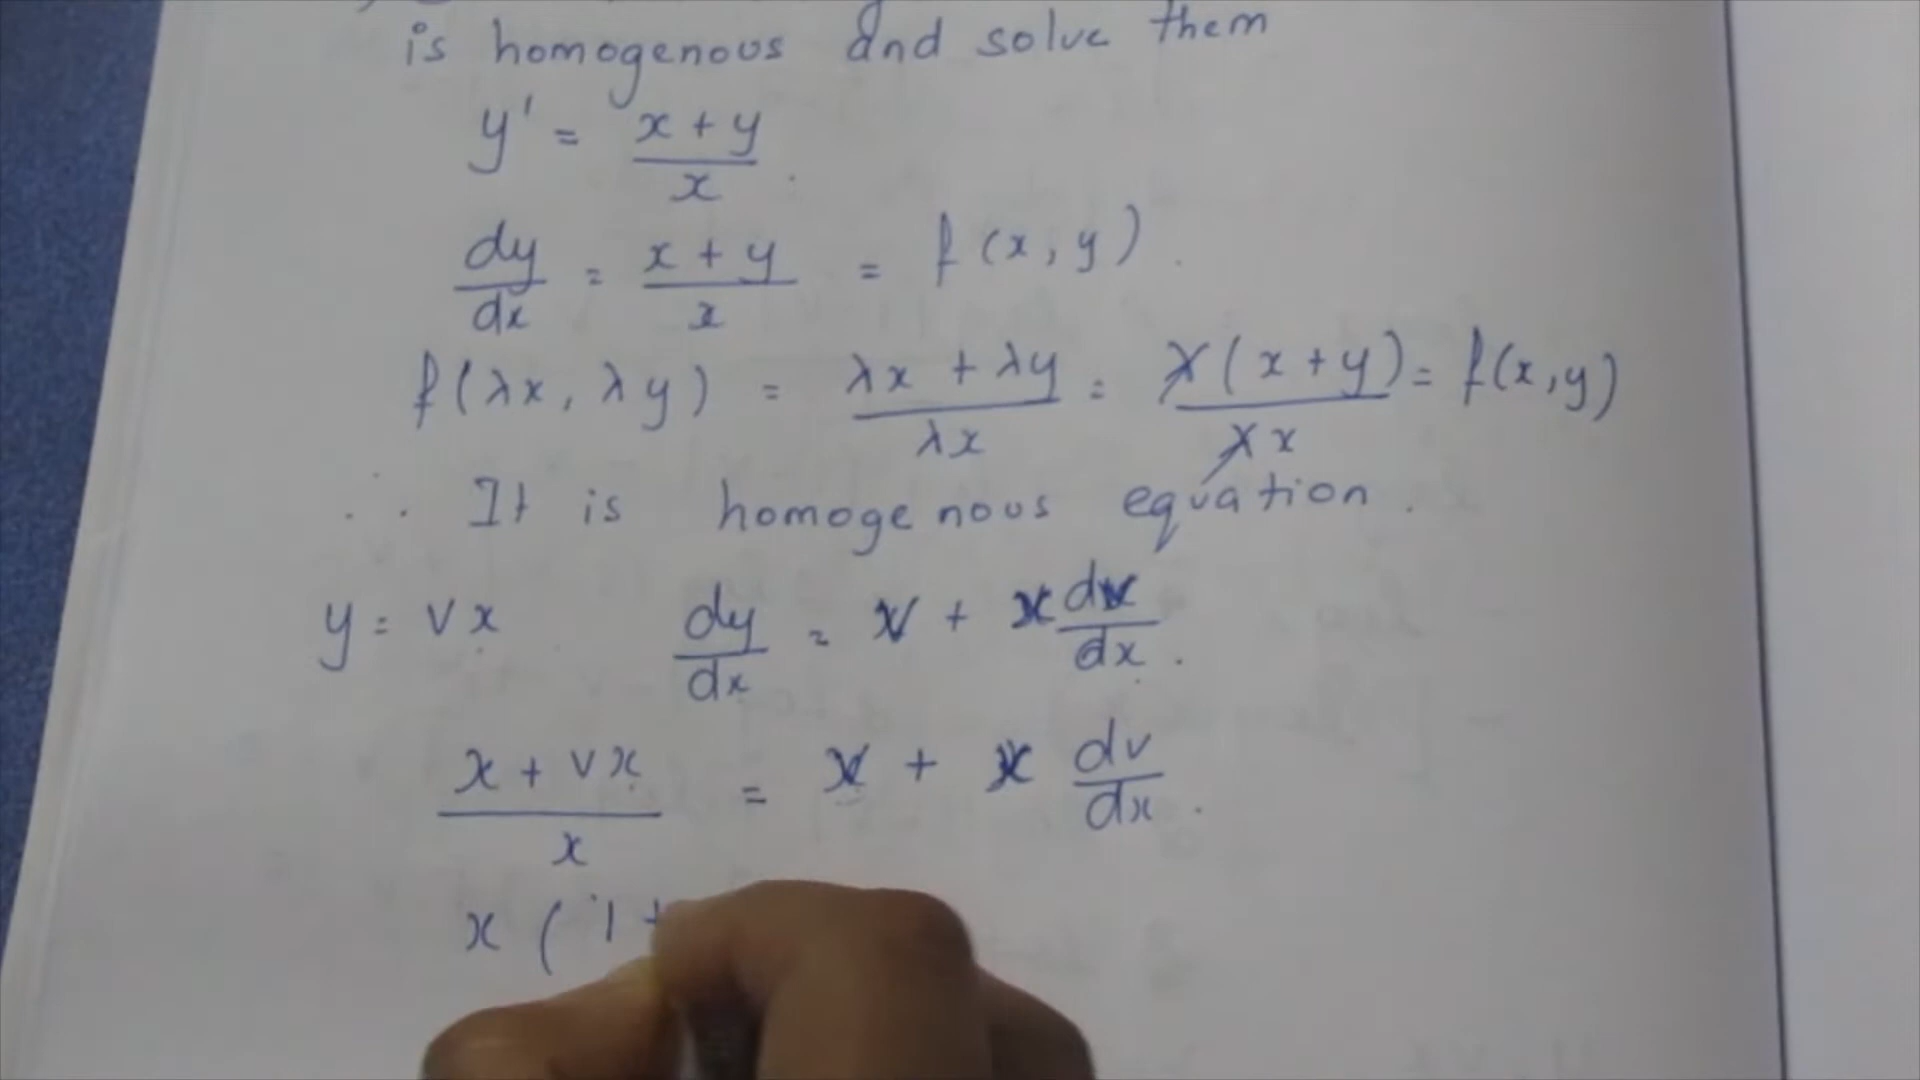 is homogenous and solve them
y' = x + y / x
dy/dx = x + y / x = f(x, y)
f(λx, λy) = λx + λy / λx = λ(x + y) / λx = f(x, y)
∴ It is homogenous equation.
y = vx dy/dx = v + x dv/dx.
x + vx / x = v + x dv/dx.
x ( 1 +